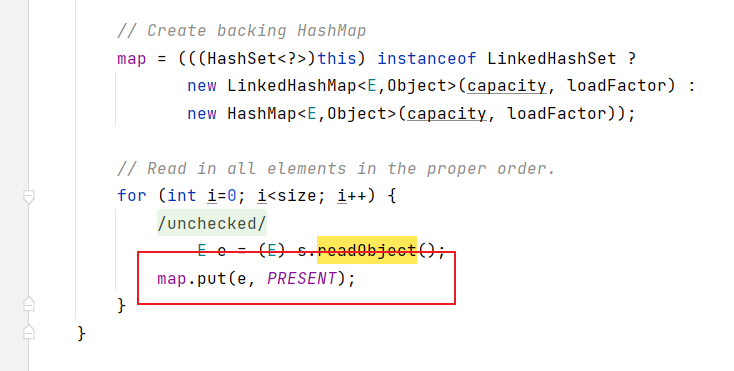 // Create backing HashMap
map = (((HashSet<?>)this) instanceof LinkedHashSet ?
new LinkedHashMap<E,Object>(capacity, loadFactor) :
new HashMap<E,Object>(capacity, loadFactor));
// Read in all elements in the proper order.
for (int i=0; i<size; i++) {
/unchecked/
E e = (E) s.readObject();
map.put(e, PRESENT);
}
}